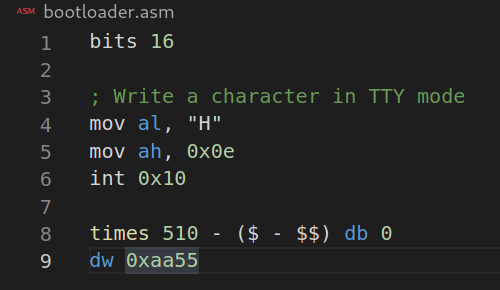 ASM bootloader.asm
1 bits 16
2
3 ; Write a character in TTY mode
4 mov al, "H"
5 mov ah, 0x0e
6 int 0x10
7
8 times 510 - ($ - $$) db 0
9 dw 0xaa55